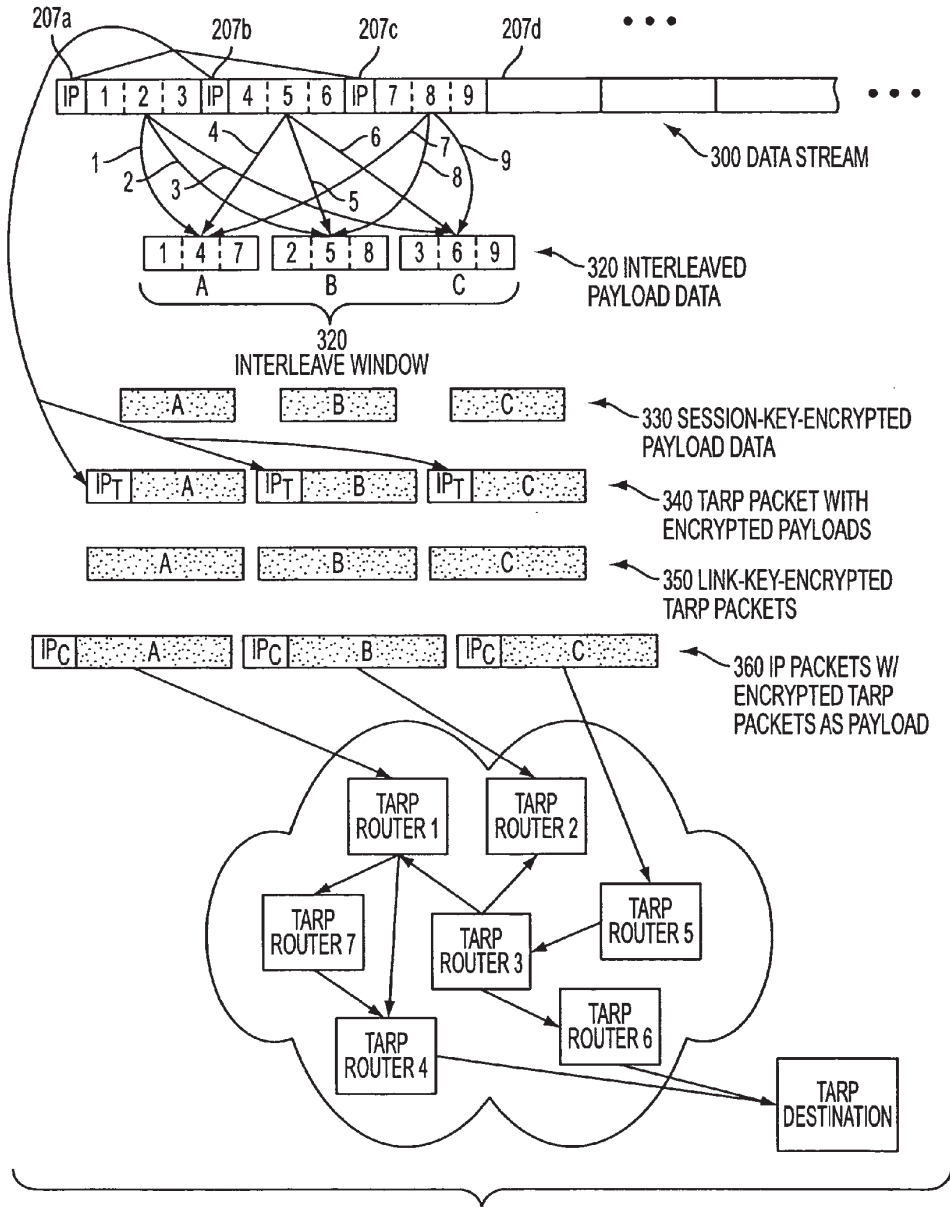 207a 207b 207c 207d
IP 1 2 3 IP 4 5 6 IP 7 8 9
300 DATA STREAM
1 2 3 4 5 6 7 8 9
1 4 7 2 5 8 3 6 9
A B C
320 INTERLEAVED
PAYLOAD DATA
320
INTERLEAVE WINDOW
A B C
330 SESSION-KEY-ENCRYPTED
PAYLOAD DATA
IPT A IPT B IPT C
340 TARP PACKET WITH
ENCRYPTED PAYLOADS
A B C
350 LINK-KEY-ENCRYPTED
TARP PACKETS
IPC A IPC B IPC C
360 IP PACKETS W/
ENCRYPTED TARP
PACKETS AS PAYLOAD
TARP
ROUTER 1
TARP
ROUTER 2
TARP
ROUTER 7
TARP
ROUTER 3
TARP
ROUTER 5
TARP
ROUTER 4
TARP
ROUTER 6
TARP
DESTINATION